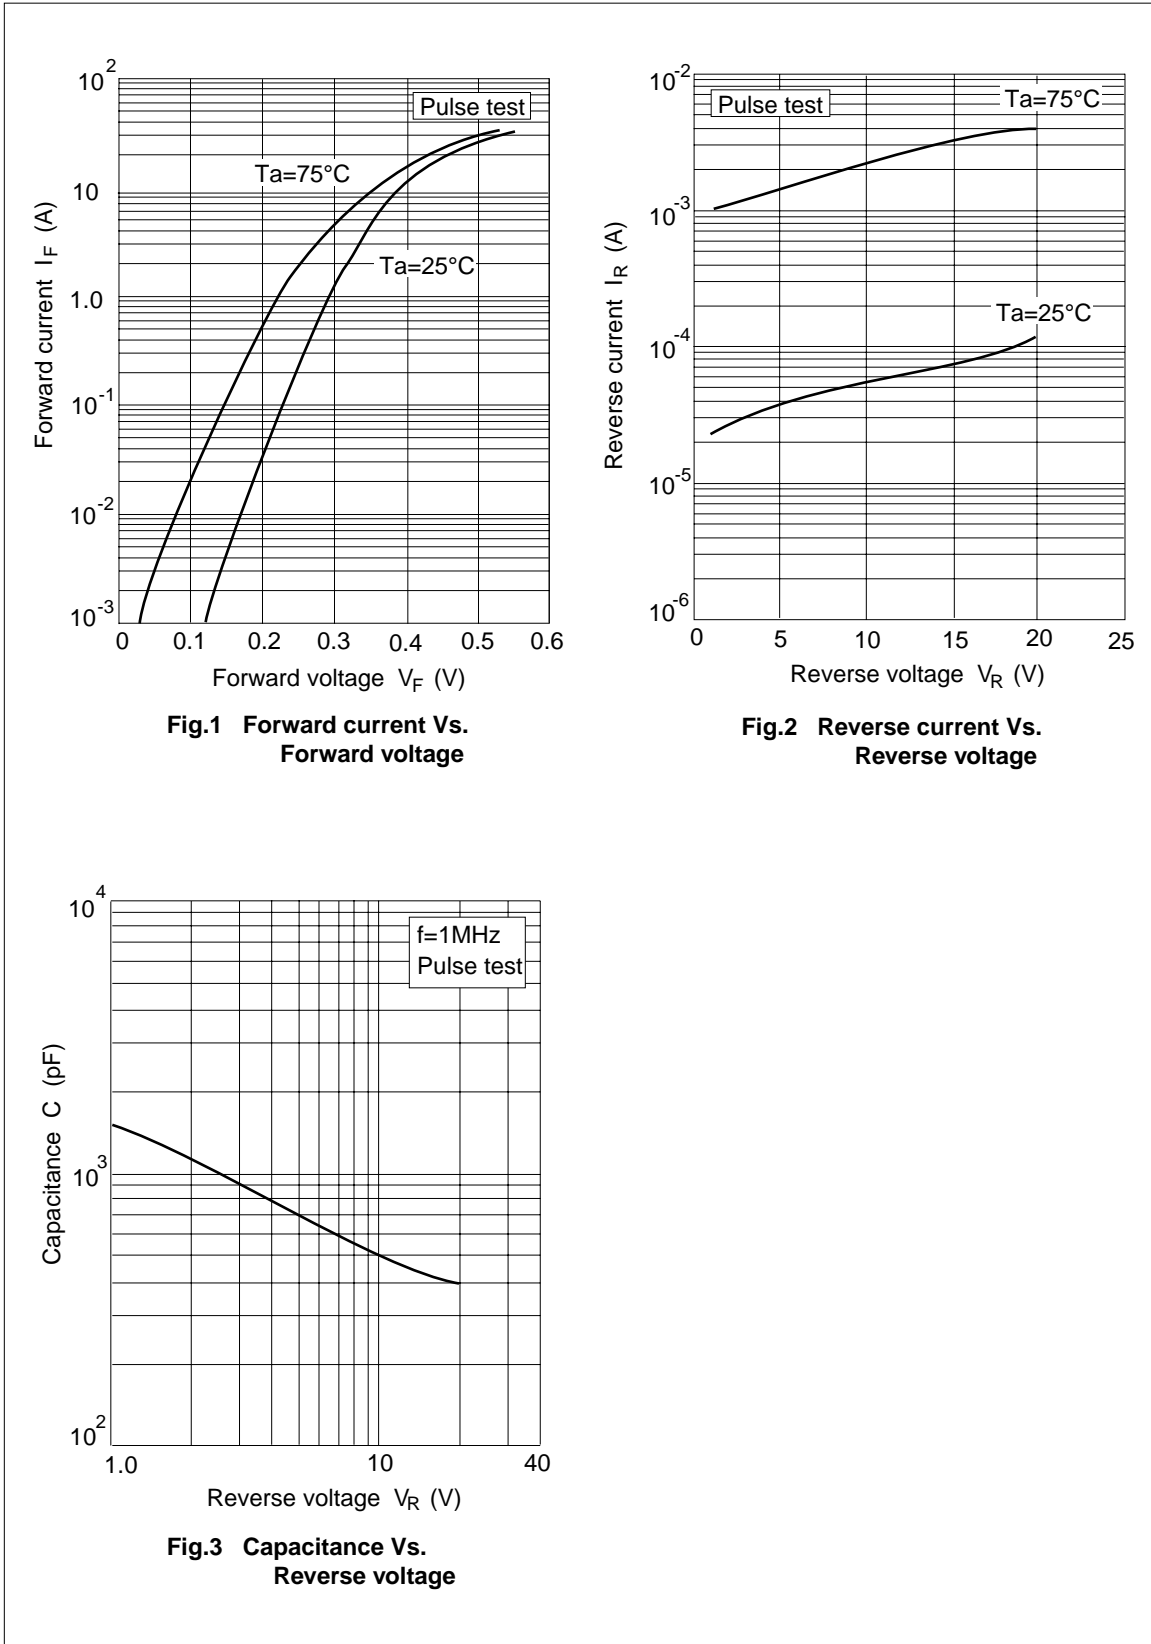 10^2
10
1.0
10^-1
10^-2
10^-3
Pulse test
Ta=75°C
Ta=25°C
0 0.1 0.2 0.3 0.4 0.5 0.6
Forward current I_F (A)
Forward voltage V_F (V)
Fig.1 Forward current Vs.
Forward voltage
10^-2
10^-3
10^-4
10^-5
10^-6
Pulse test
Ta=75°C
Ta=25°C
0 5 10 15 20 25
Reverse current I_R (A)
Reverse voltage V_R (V)
Fig.2 Reverse current Vs.
Reverse voltage
10^4
10^3
10^2
f=1MHz
Pulse test
1.0 10 40
Capacitance C (pF)
Reverse voltage V_R (V)
Fig.3 Capacitance Vs.
Reverse voltage